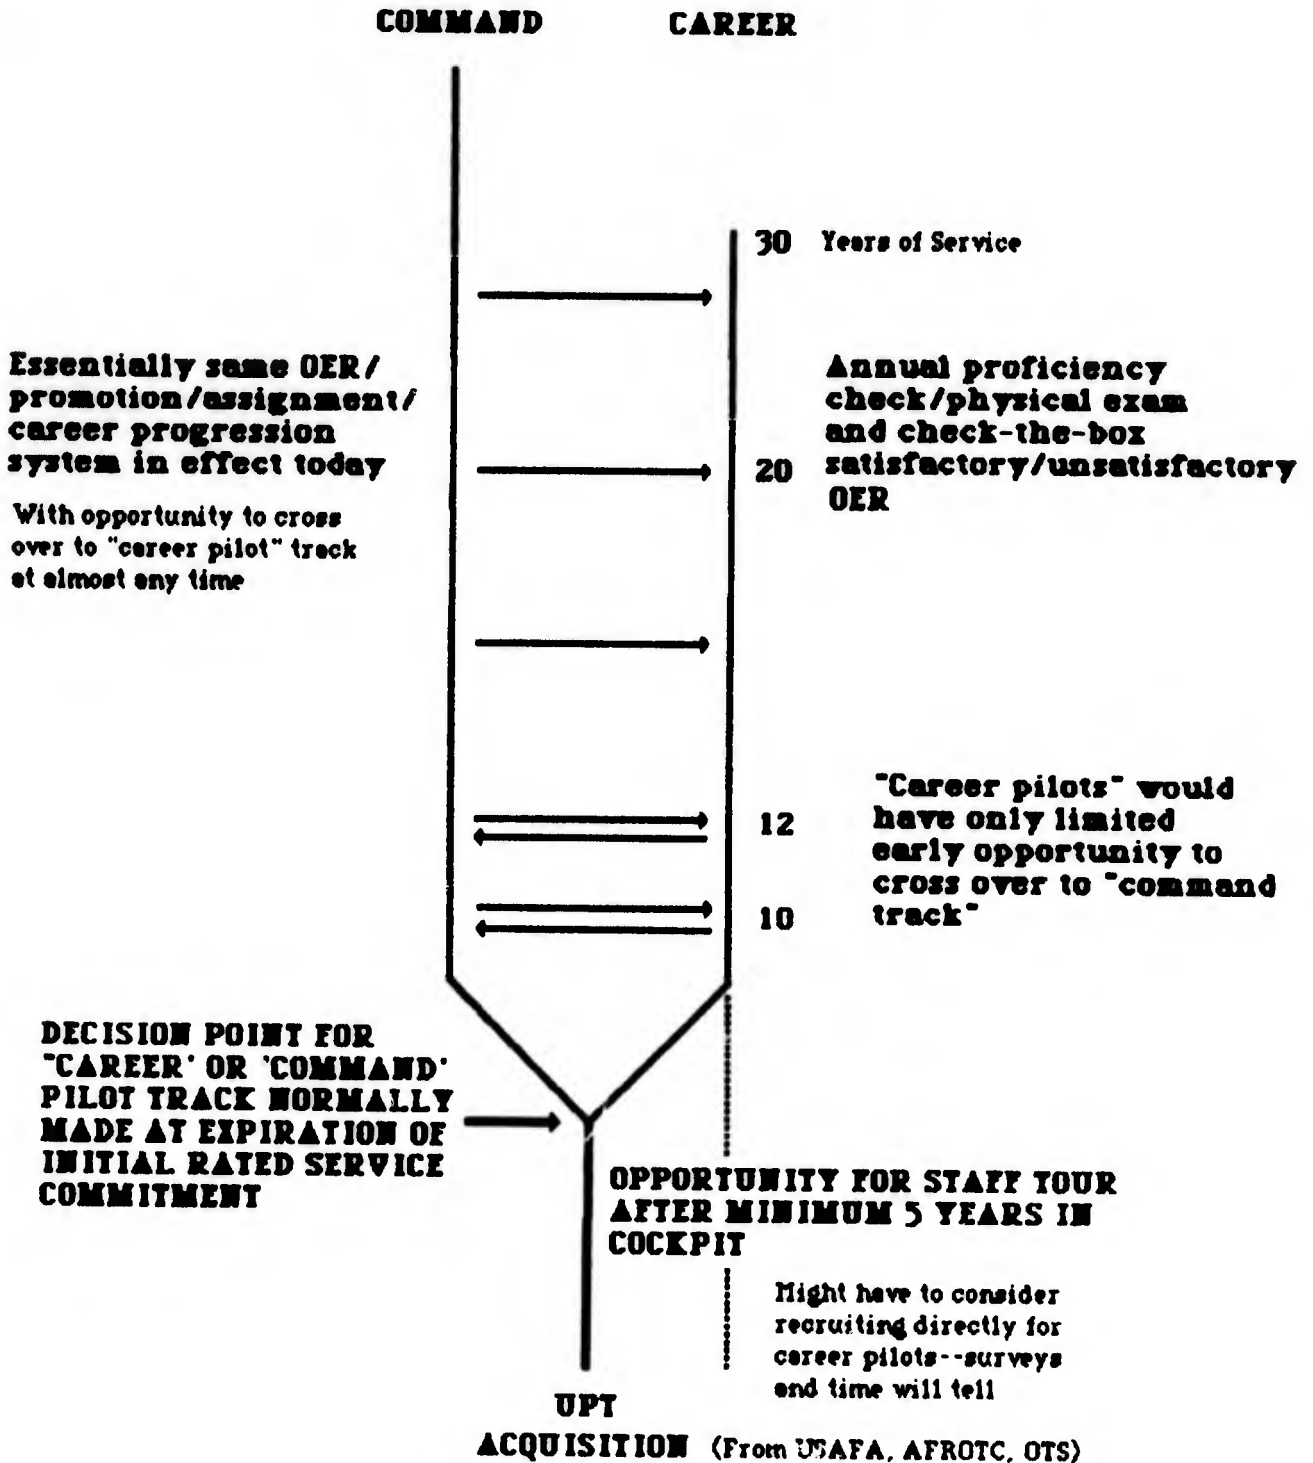 COMMAND CAREER
30 Years of Service
Essentially same OER/
promotion/assignment/
career progression
system in effect today
With opportunity to cross
over to "career pilot" track
at almost any time
Annual proficiency
check/physical exam
and check-the-box
20 satisfactory/unsatisfactory
OER
"Career pilots" would
have only limited
early opportunity to
cross over to "command
track"
12
10
DECISION POINT FOR
"CAREER' OR 'COMMAND'
PILOT TRACK NORMALLY
MADE AT EXPIRATION OF
INITIAL RATED SERVICE
COMMITMENT
OPPORTUNITY FOR STAFF TOUR
AFTER MINIMUM 5 YEARS IN
COCKPIT
Might have to consider
recruiting directly for
career pilots--surveys
and time will tell
UPT
ACQUISITION (From USAFA, AFROTC, OTS)